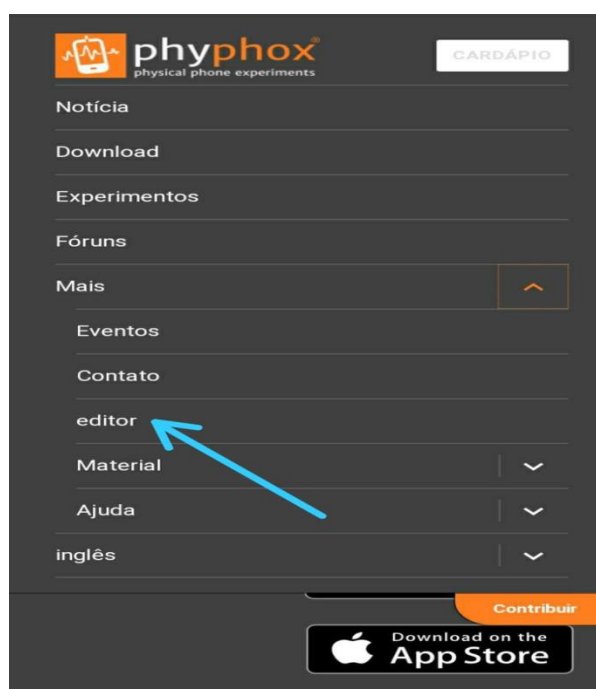 phyphox®
physical phone experiments
CARDÁPIO
Notícia
Download
Experimentos
Fóruns
Mais
Eventos
Contato
editor
Material
Ajuda
inglês
Contribuir
Download on the
App Store